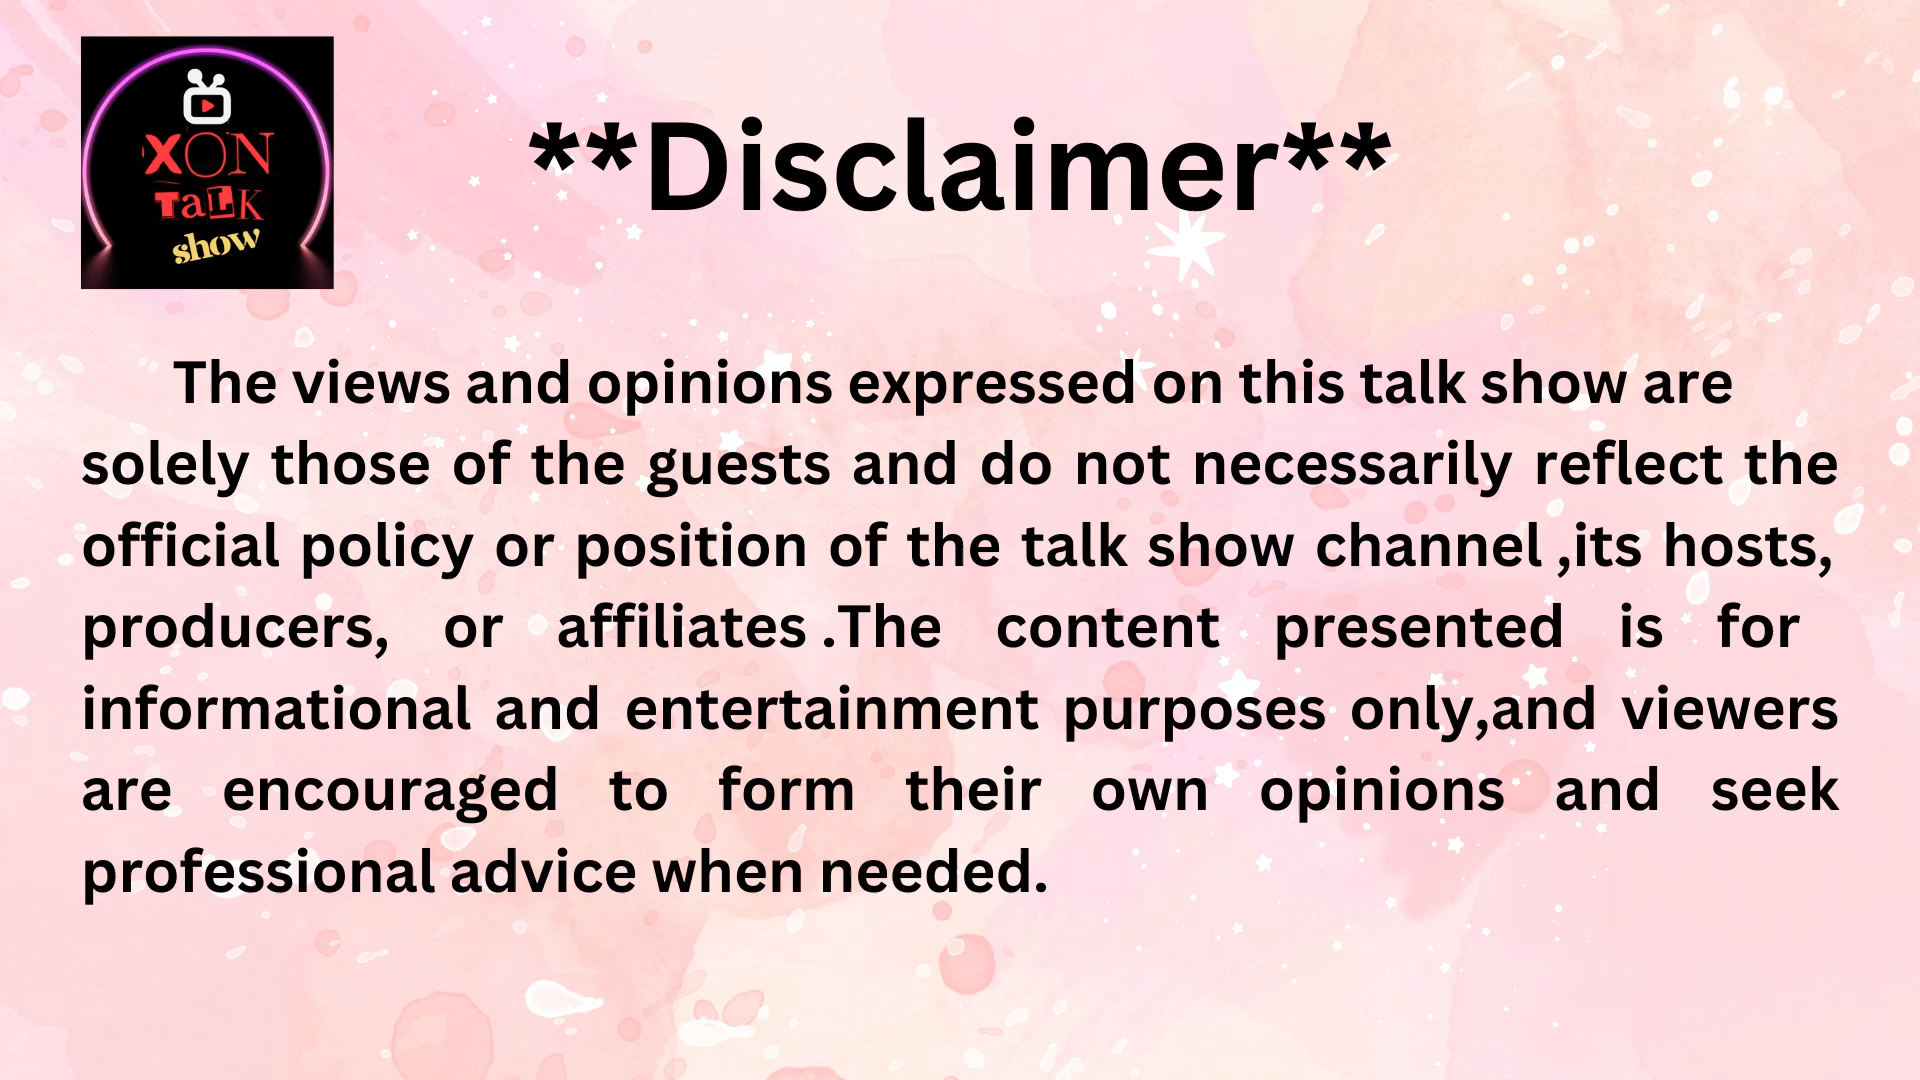 XON
TaLK
show
**Disclaimer**
The views and opinions expressed on this talk show are
solely those of the guests and do not necessarily reflect the
official policy or position of the talk show channel ,its hosts,
producers, or affiliates .The content presented is for
informational and entertainment purposes only,and viewers
are encouraged to form their own opinions and seek
professional advice when needed.